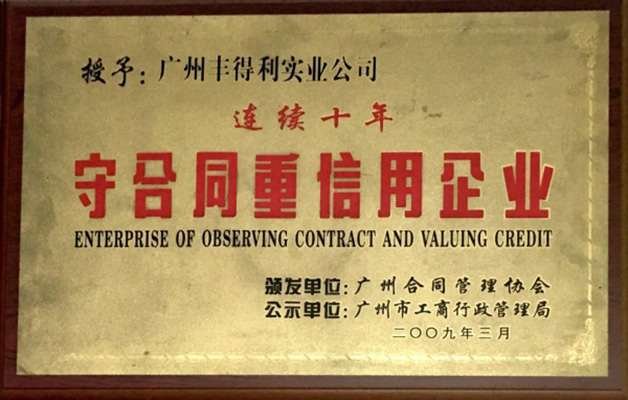 授予：广州丰得利实业公司
连续十年
守合同重信用企业
ENTERPRISE OF OBSERVING CONTRACT AND VALUING CREDIT
颁发单位：广州合同管理协会
公示单位：广州市工商行政管理局
二〇〇九年三月